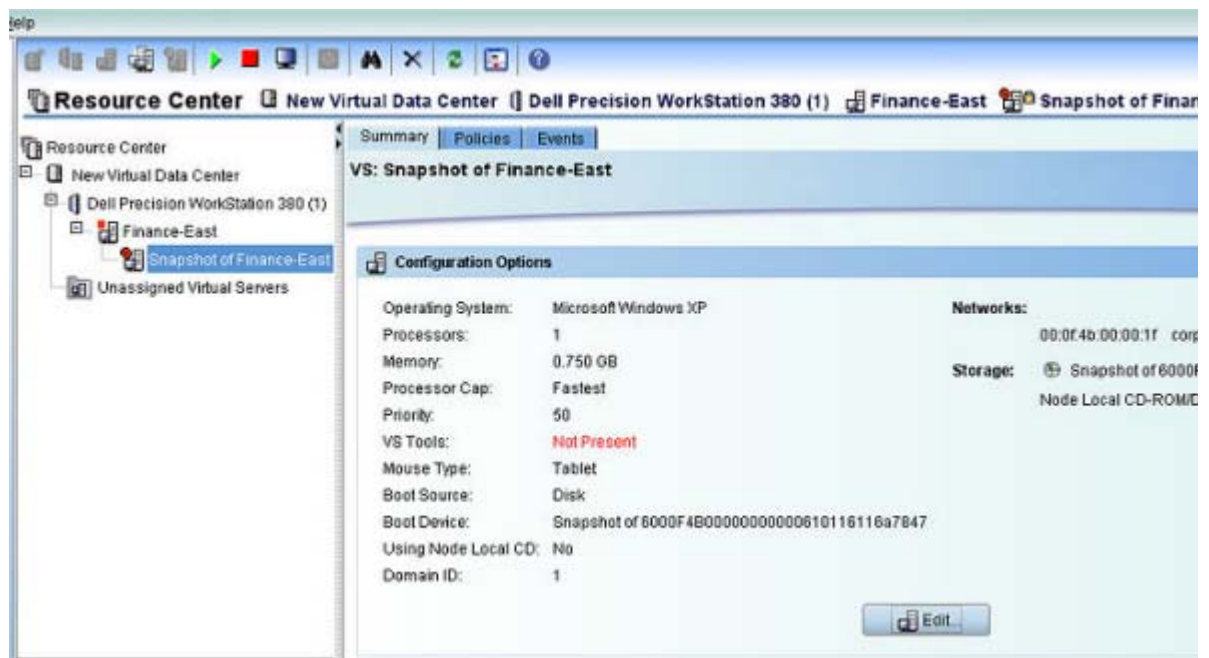 Help
Resource Center New Virtual Data Center Dell Precision WorkStation 380 (1) Finance-East Snapshot of Finan
Resource Center
New Virtual Data Center
Dell Precision WorkStation 380 (1)
Finance-East
Snapshot of Finance-East
Unassigned Virtual Servers
Summary Policies Events
VS: Snapshot of Finance-East
Configuration Options
Operating System: Microsoft Windows XP
Processors: 1
Memory: 0.750 GB
Processor Cap: Fastest
Priority: 50
VS Tools: Not Present
Mouse Type: Tablet
Boot Source: Disk
Boot Device: Snapshot of 6000F4B00000000000610116116a7847
Using Node Local CD: No
Domain ID: 1
Networks:
00:0f:4b:00:00:1f corp
Storage: Snapshot of 6000F
Node Local CD-ROM/D
Edit...